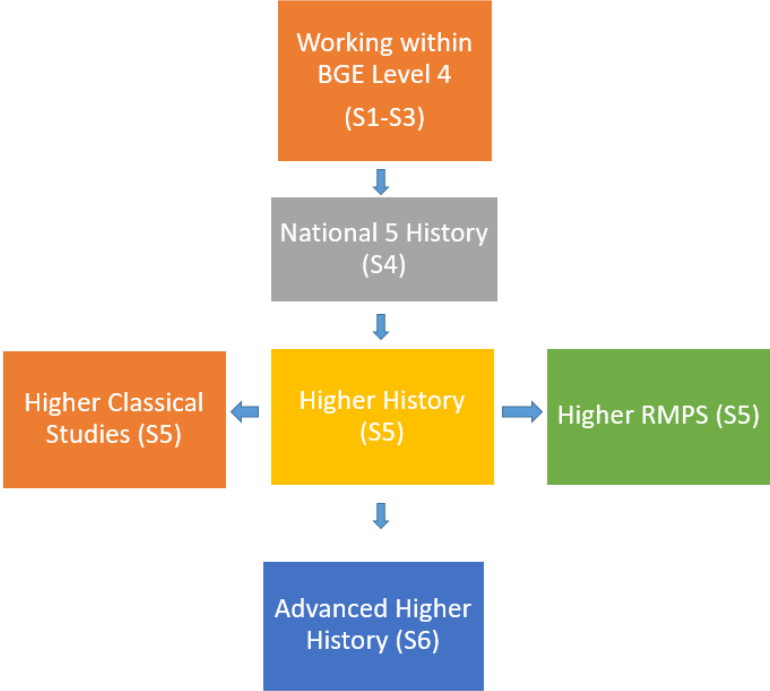 Working within
BGE Level 4
(S1-S3)
National 5 History
(S4)
Higher Classical
Studies (S5)
Higher History
(S5)
Higher RMPS (S5)
Advanced Higher
History (S6)